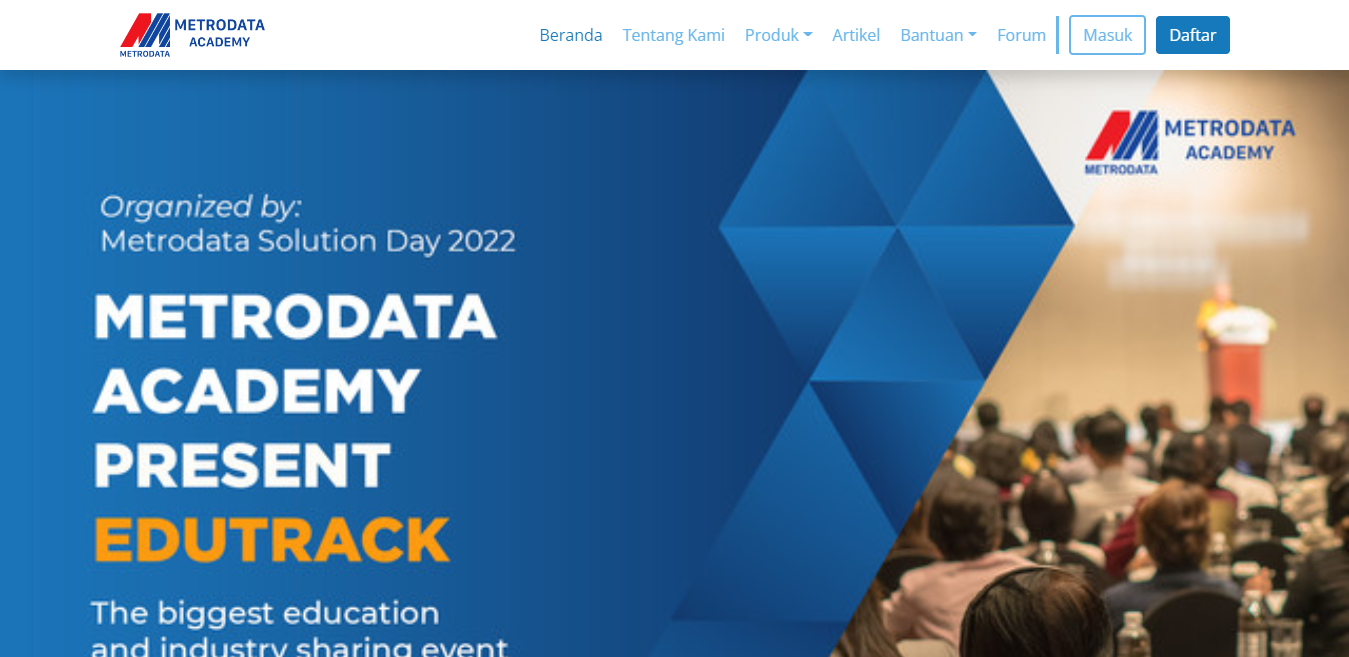 METRODATA
ACADEMY
METRODATA
Beranda
Tentang Kami
Produk
Artikel
Bantuan
Forum
Masuk
Daftar
METRODATA
ACADEMY
METRODATA
Organized by:
Metrodata Solution Day 2022
METRODATA
ACADEMY
PRESENT
EDUTRACK
The biggest education
and industry sharing event